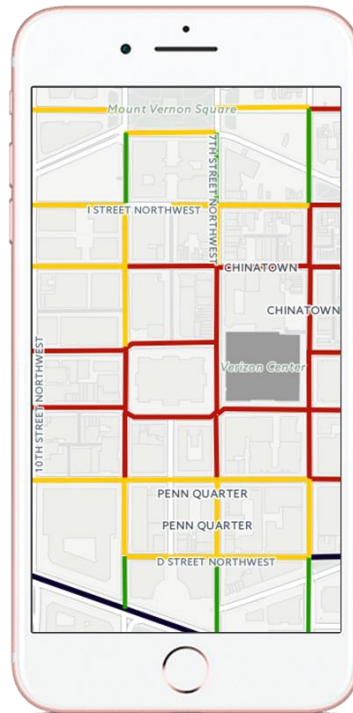 Mount Vernon Square
7TH STREET NORTHWEST
I STREET NORTHWEST
CHINATOWN
CHINATOWN
10TH STREET NORTHWEST
Verizon Center
PENN QUARTER
PENN QUARTER
D STREET NORTHWEST